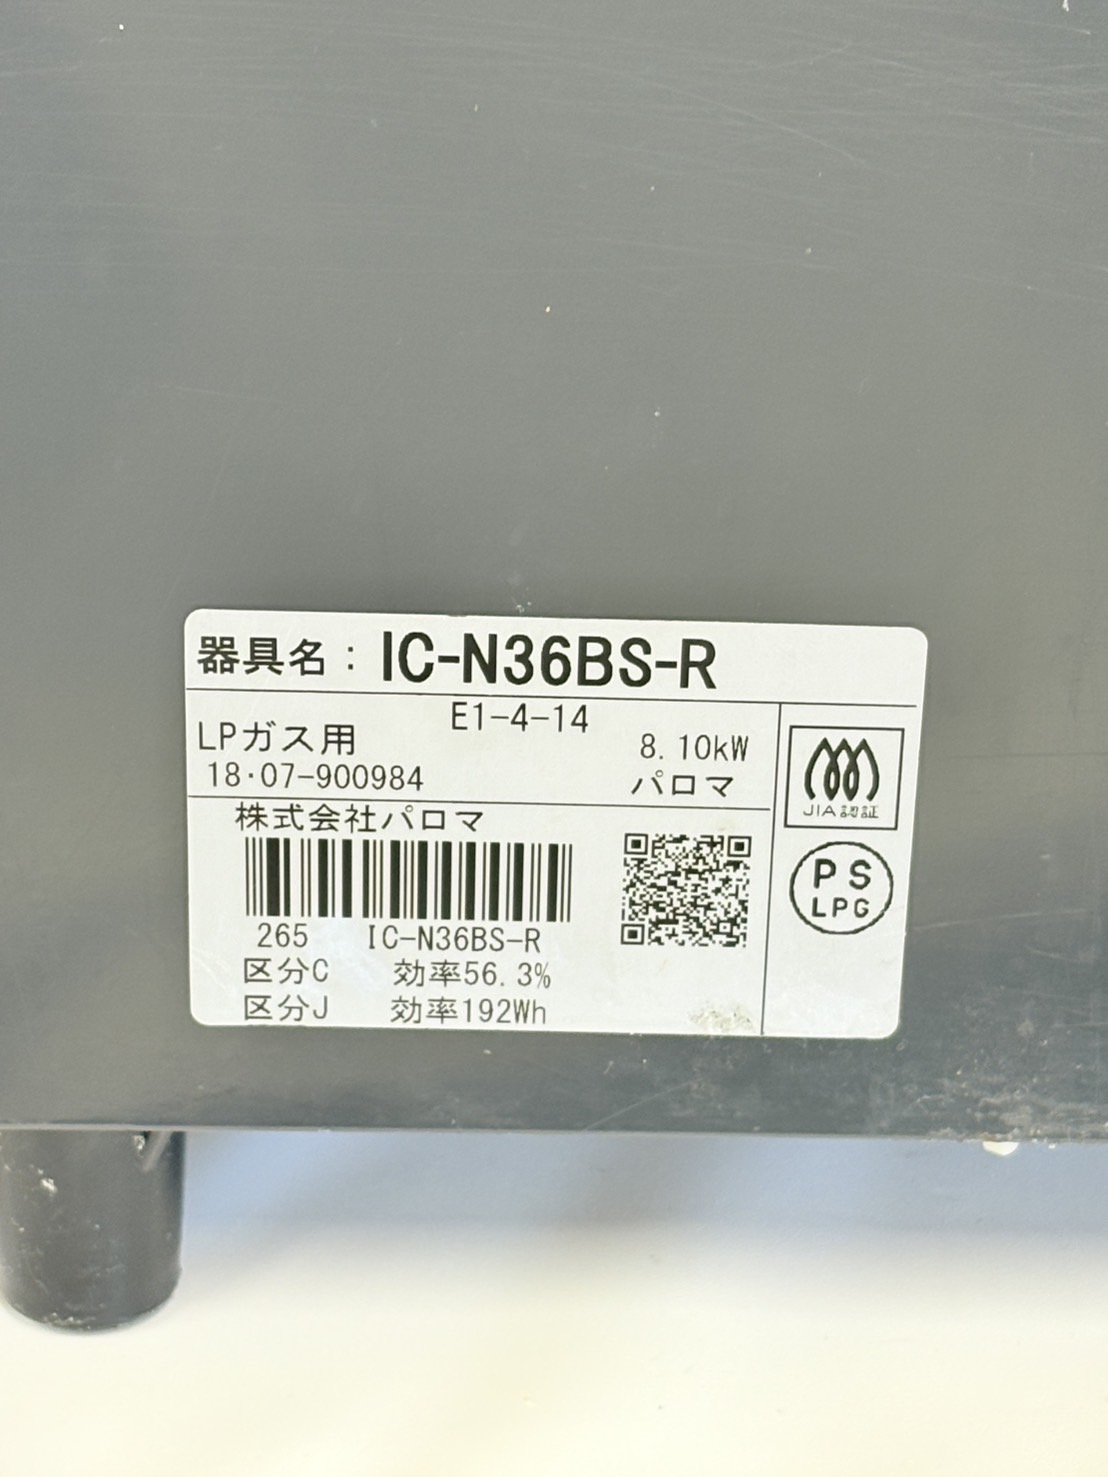 器具名：IC-N36BS-R
E1-4-14
LPガス用
8.10kW
18･07-900984
パロマ
株式会社パロマ
265 IC-N36BS-R
区分C 効率56.3%
区分J 効率192Wh
JIA認証
PS
LPG